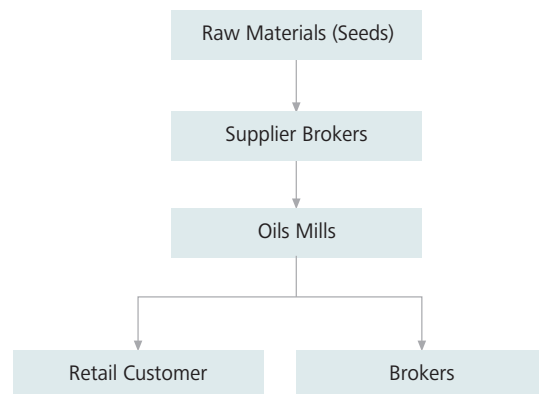 Raw Materials (Seeds)
Supplier Brokers
Oils Mills
Retail Customer
Brokers